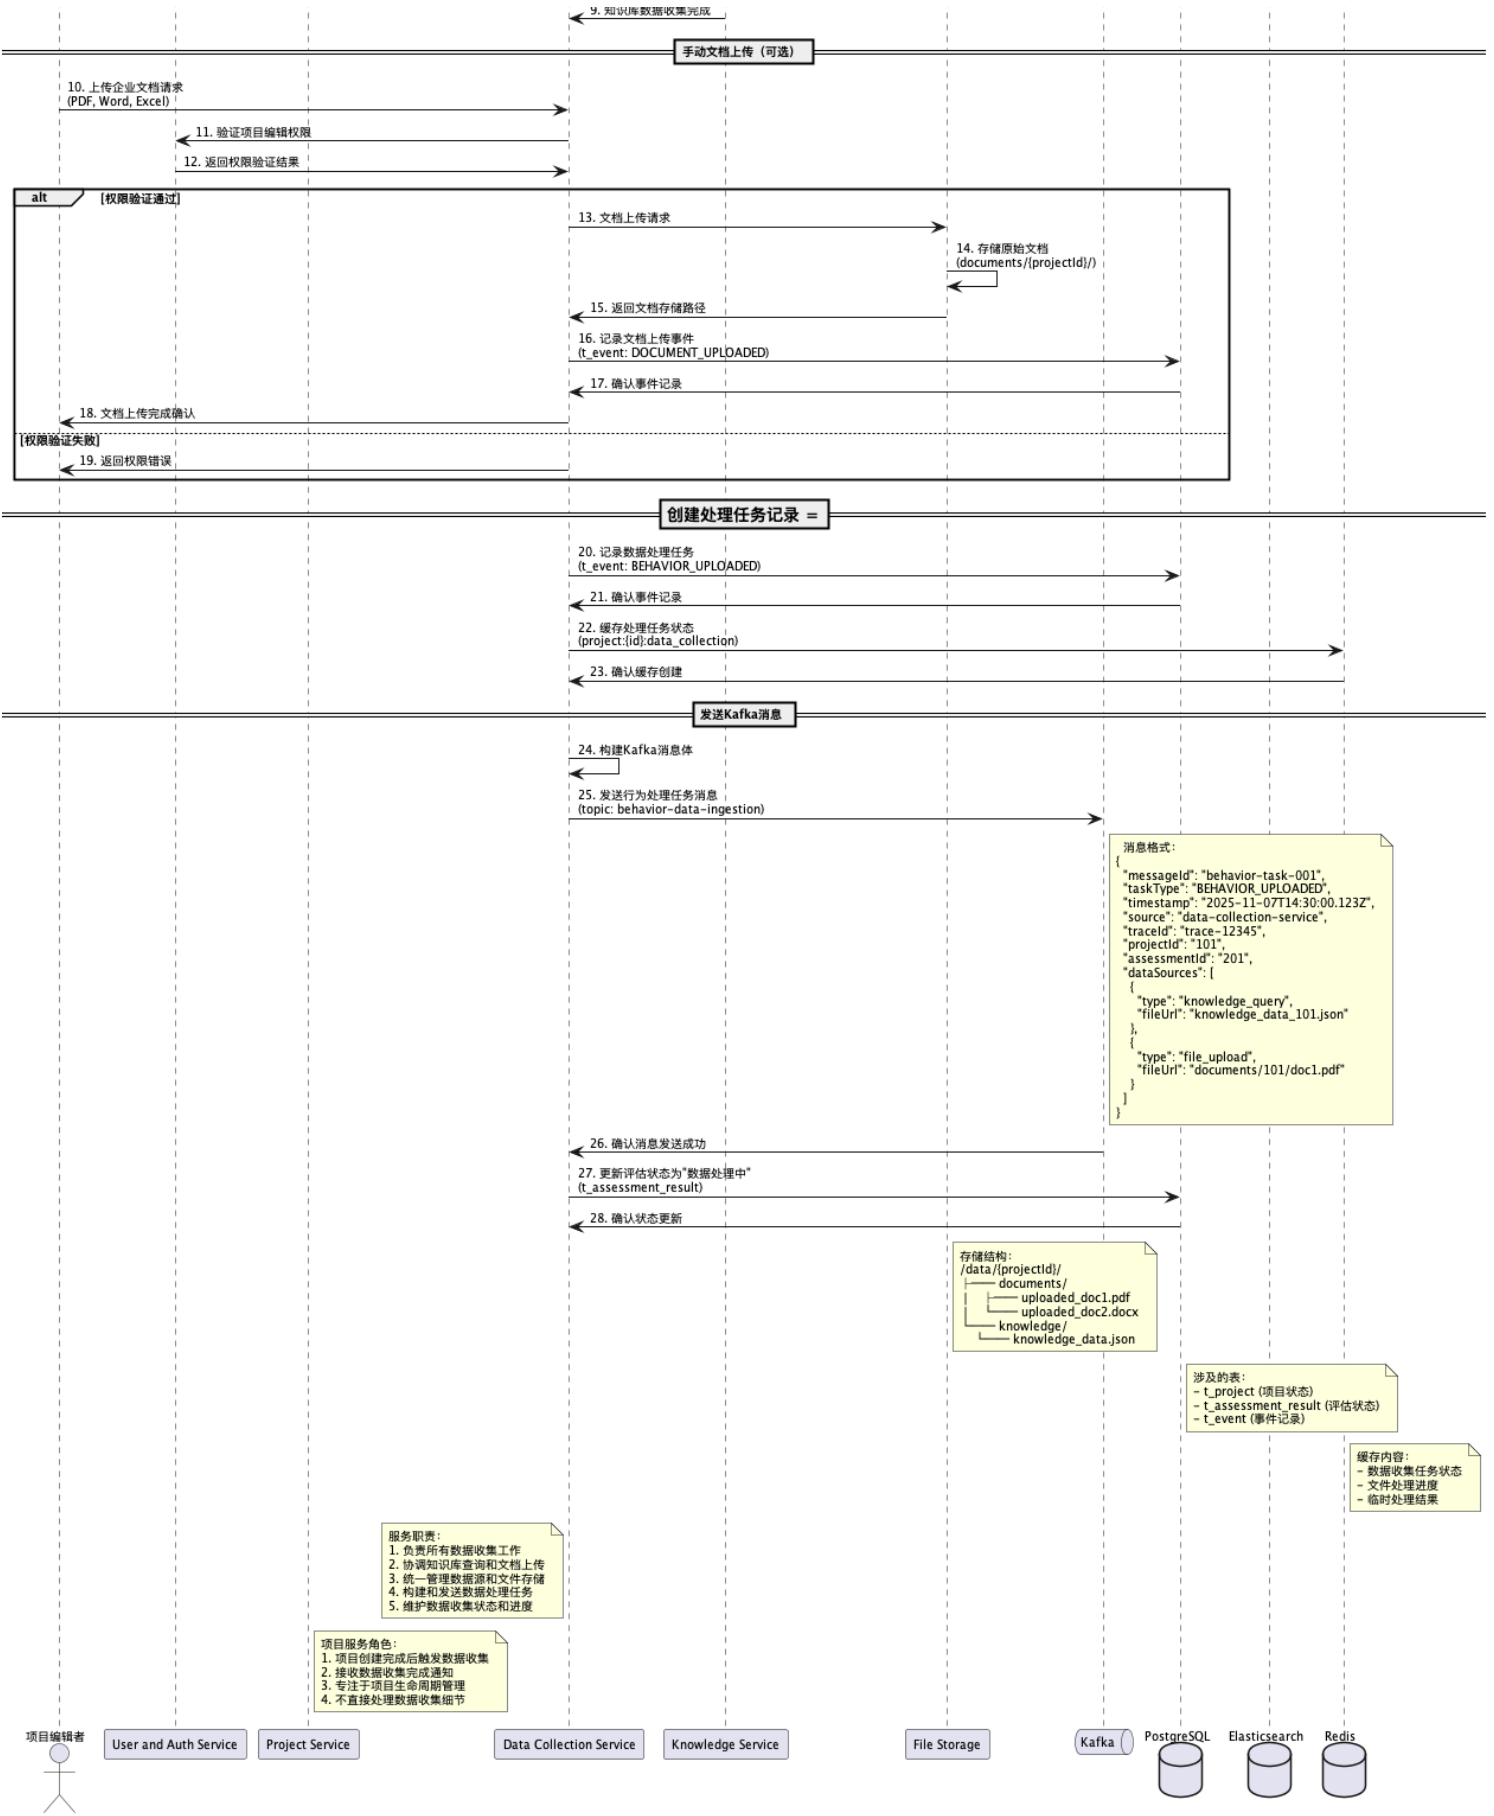 9. 知识库数据收集完成
手动文档上传（可选）
10. 上传企业文档请求
(PDF, Word, Excel)
11. 验证项目编辑权限
12. 返回权限验证结果
alt
[权限验证通过]
13. 文档上传请求
14. 存储原始文档
(documents/{projectId}/)
15. 返回文档存储路径
16. 记录文档上传事件
(t_event: DOCUMENT_UPLOADED)
17. 确认事件记录
18. 文档上传完成确认
[权限验证失败]
19. 返回权限错误
创建处理任务记录 =
20. 记录数据处理任务
(t_event: BEHAVIOR_UPLOADED)
21. 确认事件记录
22. 缓存处理任务状态
(project:{id}:data_collection)
23. 确认缓存创建
发送Kafka消息
24. 构建Kafka消息体
25. 发送行为处理任务消息
(topic: behavior-data-ingestion)
消息格式：
{
"messageId": "behavior-task-001",
"taskType": "BEHAVIOR_UPLOADED",
"timestamp": "2025-11-07T14:30:00.123Z",
"source": "data-collection-service",
"traceId": "trace-12345",
"projectId": "101",
"assessmentId": "201",
"dataSources": [
{
"type": "knowledge_query",
"fileUrl": "knowledge_data_101.json"
},
{
"type": "file_upload",
"fileUrl": "documents/101/doc1.pdf"
}
]
}
26. 确认消息发送成功
27. 更新评估状态为"数据处理中"
(t_assessment_result)
28. 确认状态更新
存储结构：
/data/{projectId}/
├── documents/
│   ├── uploaded_doc1.pdf
│   └── uploaded_doc2.docx
└── knowledge/
    └── knowledge_data.json
涉及的表：
- t_project (项目状态)
- t_assessment_result (评估状态)
- t_event (事件记录)
缓存内容：
- 数据收集任务状态
- 文件处理进度
- 临时处理结果
服务职责：
1. 负责所有数据收集工作
2. 协调知识库查询和文档上传
3. 统一管理数据源和文件存储
4. 构建和发送数据处理任务
5. 维护数据收集状态和进度
项目服务角色：
1. 项目创建完成后触发数据收集
2. 接收数据收集完成通知
3. 专注于项目生命周期管理
4. 不直接处理数据收集细节
项目编辑者
User and Auth Service
Project Service
Data Collection Service
Knowledge Service
File Storage
Kafka
PostgreSQL
Elasticsearch
Redis